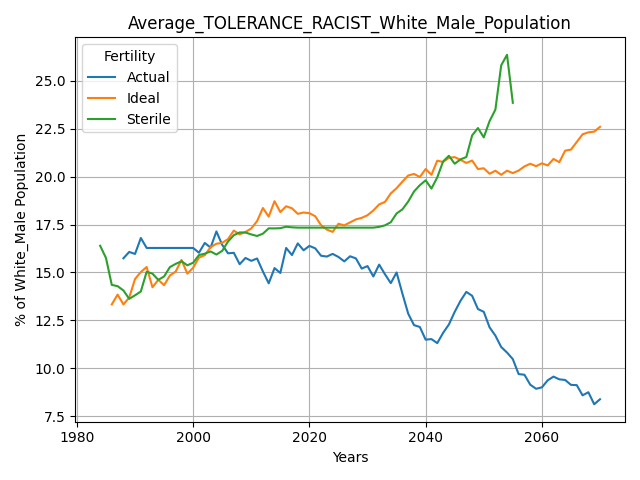 Average_TOLERANCE_RACIST_White_Male_Population
Fertility
Actual
Ideal
Sterile
% of White_Male Population
25.0
22.5
20.0
17.5
15.0
12.5
10.0
7.5
1980
2000
2020
2040
2060
Years